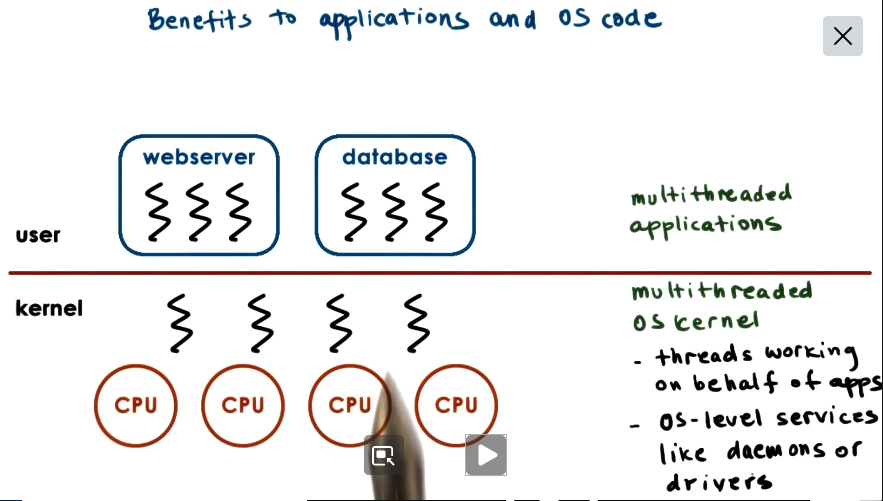 Benefits to applications and OS code
webserver
database
user
multithreaded
applications
kernel
multithreaded
OS kernel
- threads working
on behalf of apps
- OS-level services
like daemons or
drivers
CPU
CPU
CPU
CPU